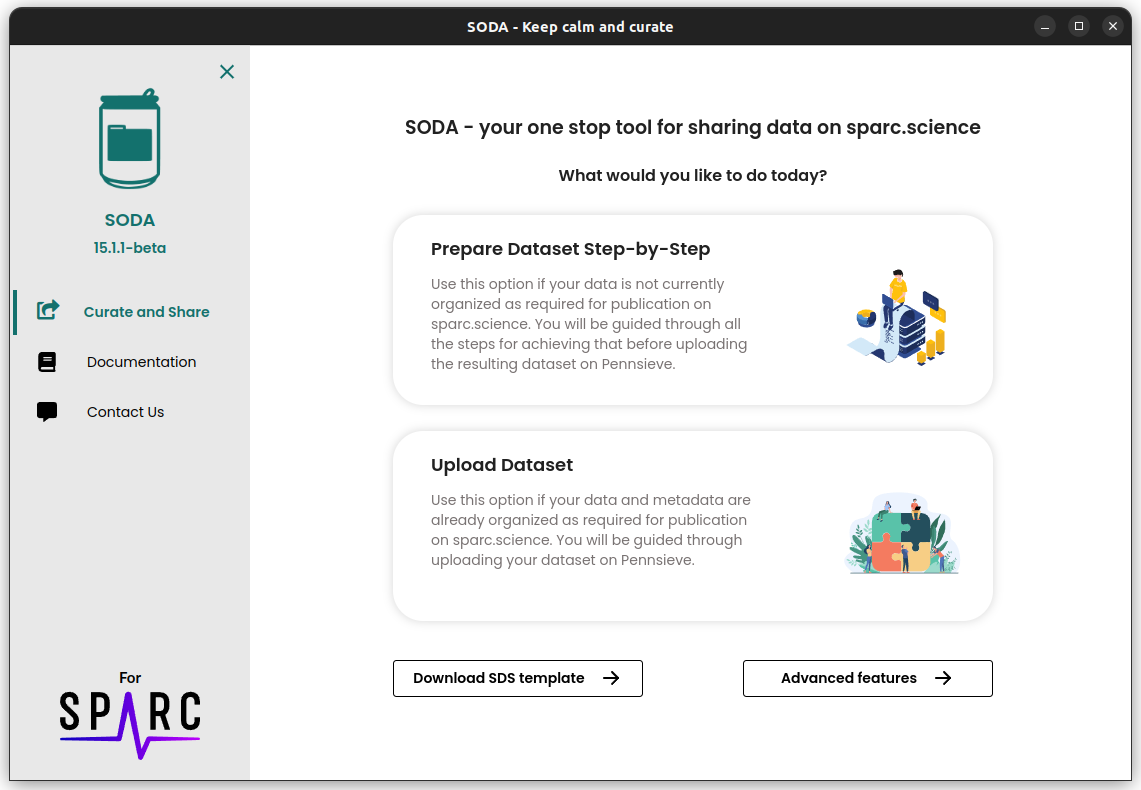 SODA - Keep calm and curate
SODA
15.1.1-beta
Curate and Share
Documentation
Contact Us
For
SPARC
SODA - your one stop tool for sharing data on sparc.science
What would you like to do today?
Prepare Dataset Step-by-Step
Use this option if your data is not currently
organized as required for publication on
sparc.science. You will be guided through all
the steps for achieving that before uploading
the resulting dataset on Pennsieve.
Upload Dataset
Use this option if your data and metadata are
already organized as required for publication
on sparc.science. You will be guided through
uploading your dataset on Pennsieve.
Download SDS template
Advanced features